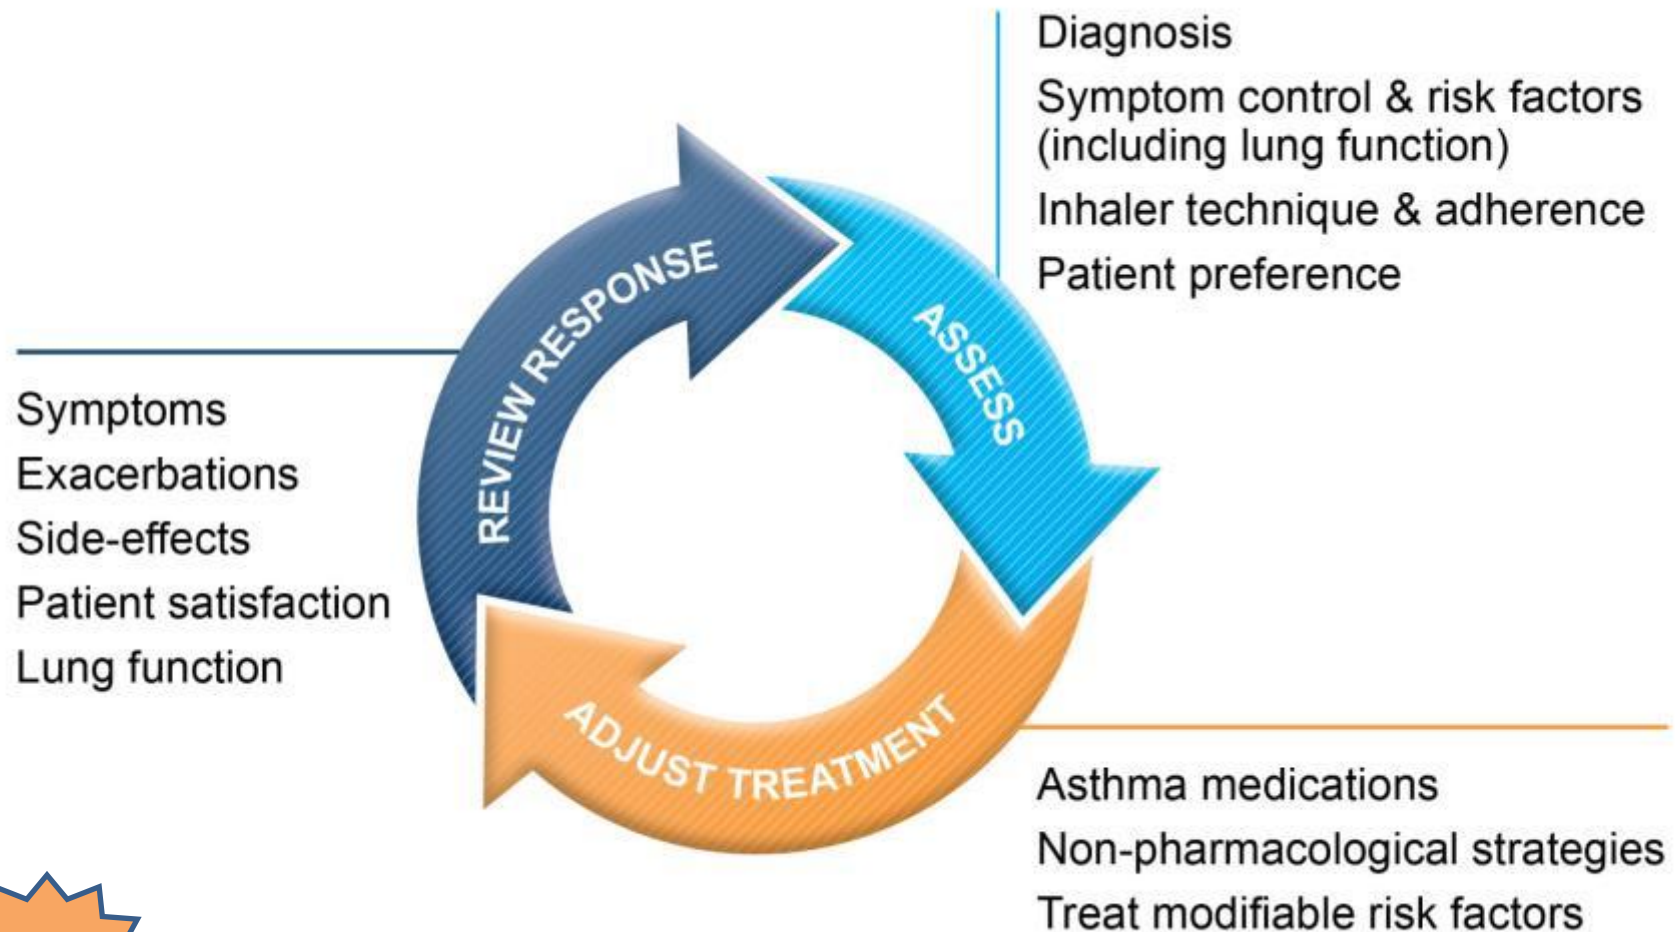 Diagnosis
Symptom control & risk factors
(including lung function)
Inhaler technique & adherence
Patient preference
REVIEW RESPONSE
ASSESS
Symptoms
Exacerbations
Side-effects
Patient satisfaction
Lung function
ADJUST TREATMENT
Asthma medications
Non-pharmacological strategies
Treat modifiable risk factors